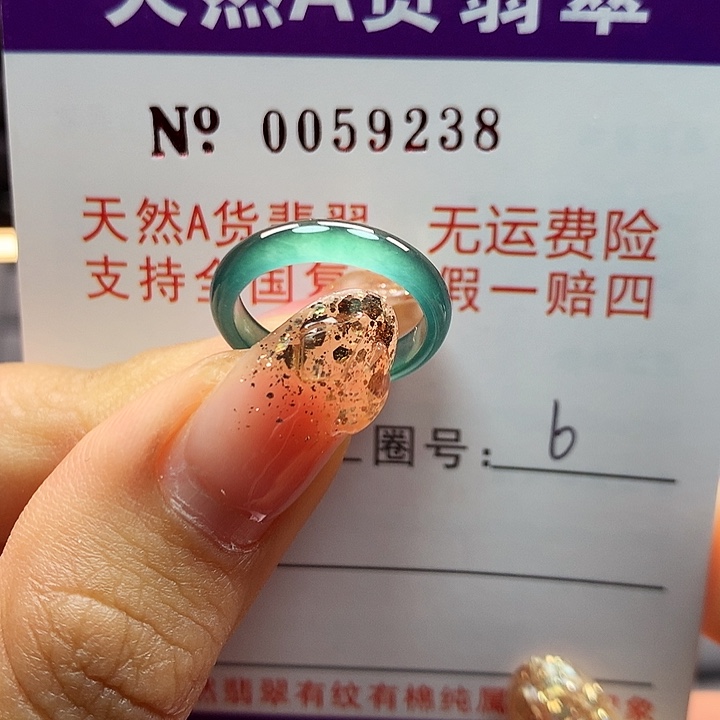 天然A货翡翠
Nº 0059238
天然A货翡翠 无运费险
支持全国复 假一赔四
圈号: 6
然翡翠有纹有棉纯属 象